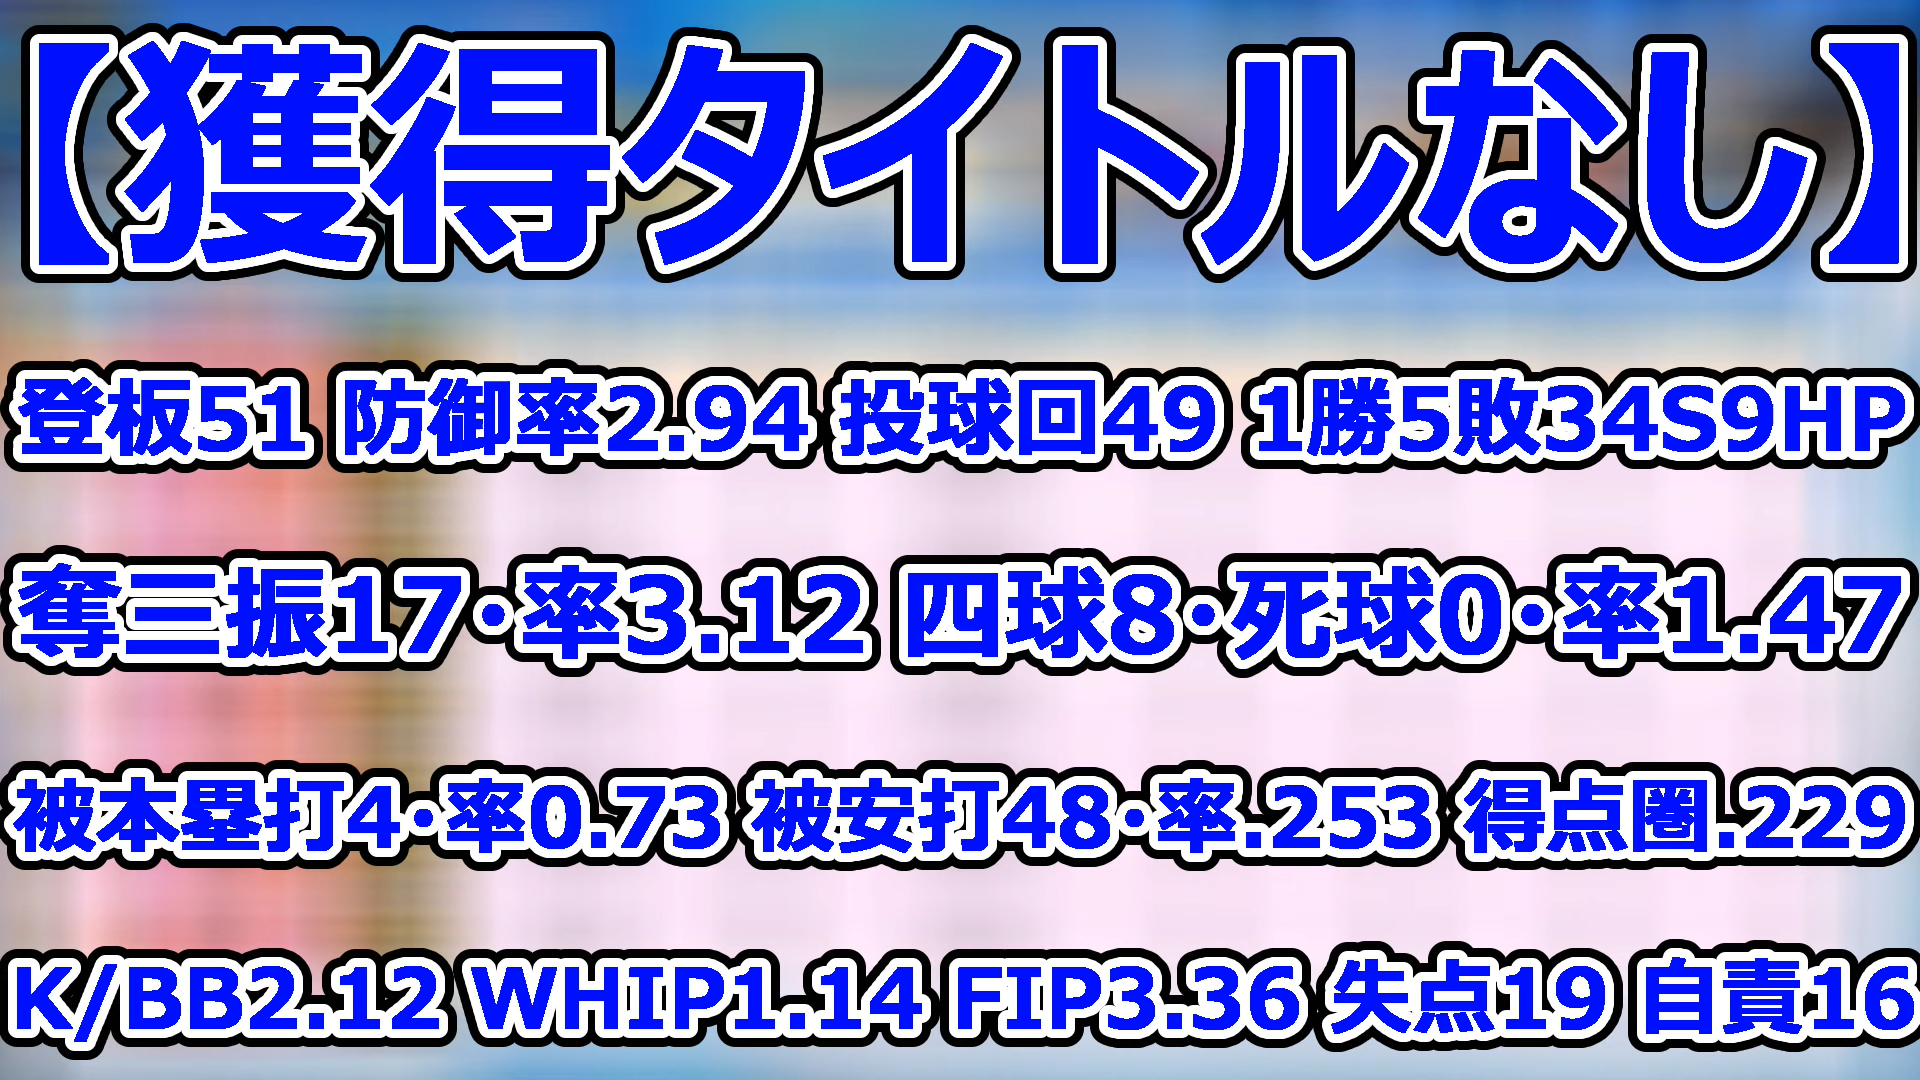 【獲得タイトルなし】
登板51 防御率2.94 投球回49 1勝5敗34S9HP
奪三振17･率3.12 四球8･死球0･率1.47
被本塁打4･率0.73 被安打48･率.253 得点圏.229
K/BB2.12 WHIP1.14 FIP3.36 失点19 自責16